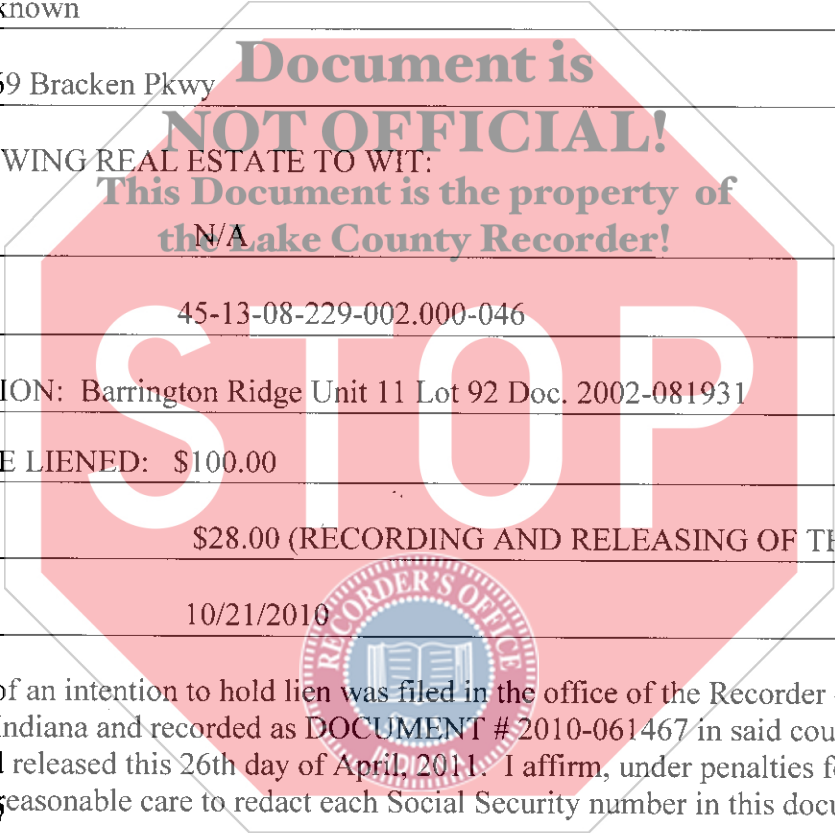 known
Document is
69 Bracken Pkwy
NOT OFFICIAL!
WING REAL ESTATE TO WIT:
This Document is the property of
N/A
the Lake County Recorder!
45-13-08-229-002.000-046
STOP
ION: Barrington Ridge Unit 11 Lot 92 Doc. 2002-081931
E LIENED: $100.00
$28.00 (RECORDING AND RELEASING OF TH
RECORDER'S OFFICE
10/21/2010
of an intention to hold lien was filed in the office of the Recorder
Indiana and recorded as DOCUMENT # 2010-061467 in said cou
INDIANA
l released this 26th day of April, 2011. I affirm, under penalties f
reasonable care to redact each Social Security number in this docu